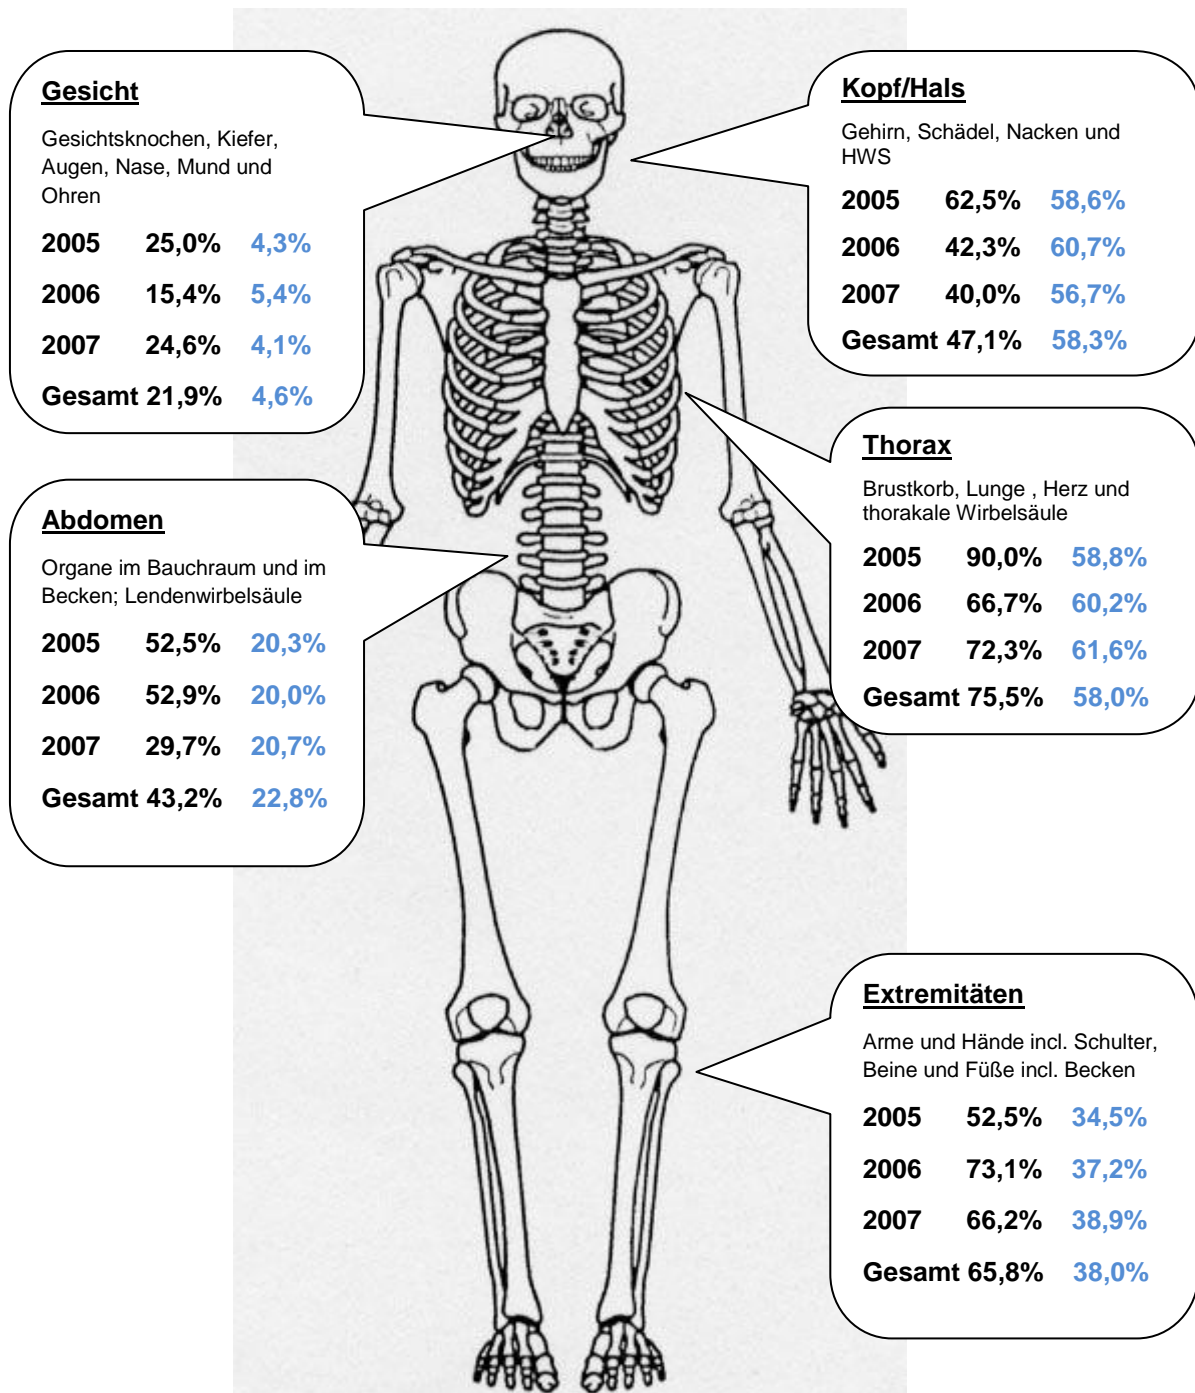 Gesicht
Gesichtsknochen, Kiefer,
Augen, Nase, Mund und
Ohren
2005 25,0% 4,3%
2006 15,4% 5,4%
2007 24,6% 4,1%
Gesamt 21,9% 4,6%
Kopf/Hals
Gehirn, Schädel, Nacken und
HWS
2005 62,5% 58,6%
2006 42,3% 60,7%
2007 40,0% 56,7%
Gesamt 47,1% 58,3%
Thorax
Brustkorb, Lunge , Herz und
thorakale Wirbelsäule
2005 90,0% 58,8%
2006 66,7% 60,2%
2007 72,3% 61,6%
Gesamt 75,5% 58,0%
Abdomen
Organe im Bauchraum und im
Becken; Lendenwirbelsäule
2005 52,5% 20,3%
2006 52,9% 20,0%
2007 29,7% 20,7%
Gesamt 43,2% 22,8%
Extremitäten
Arme und Hände incl. Schulter,
Beine und Füße incl. Becken
2005 52,5% 34,5%
2006 73,1% 37,2%
2007 66,2% 38,9%
Gesamt 65,8% 38,0%